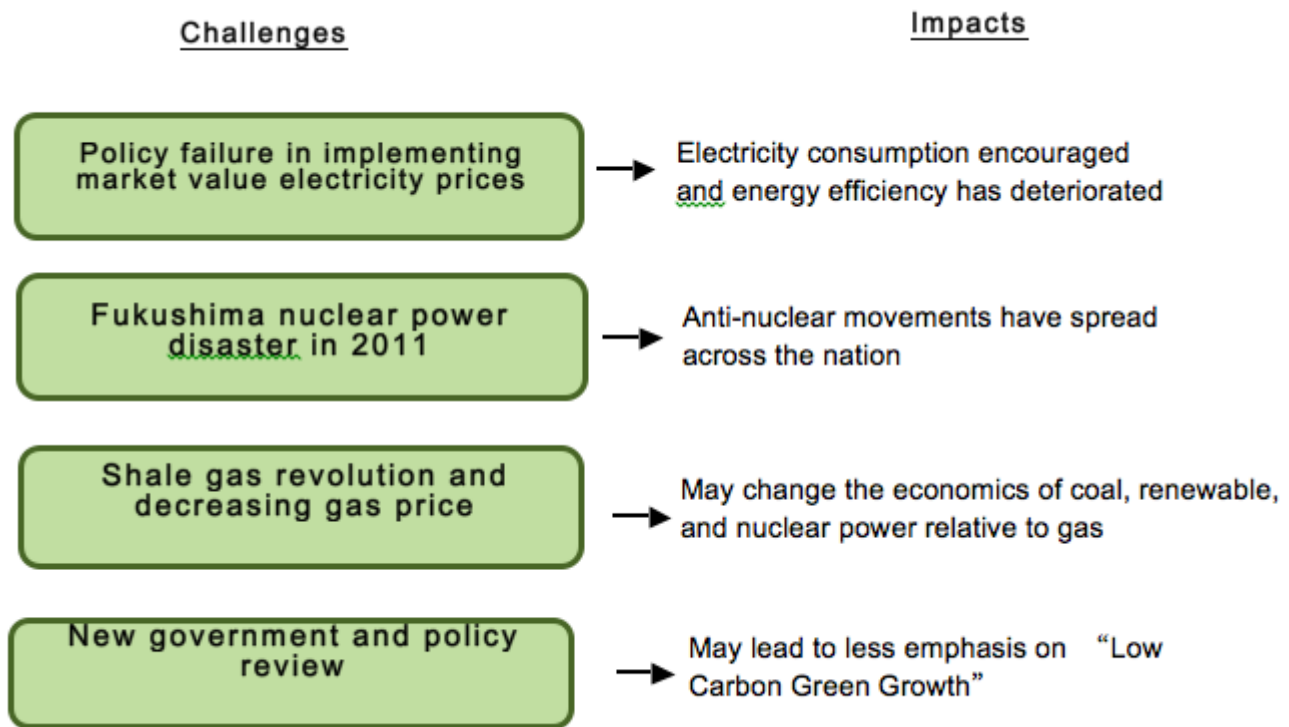 Challenges
Impacts
Policy failure in implementing
market value electricity prices
Electricity consumption encouraged
and energy efficiency has deteriorated
Fukushima nuclear power
disaster in 2011
Anti-nuclear movements have spread
across the nation
Shale gas revolution and
decreasing gas price
May change the economics of coal, renewable,
and nuclear power relative to gas
New government and policy
review
May lead to less emphasis on “Low
Carbon Green Growth”